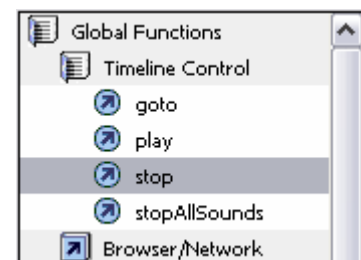 Global Functions
Timeline Control
goto
play
stop
stopAllSounds
Browser/Network